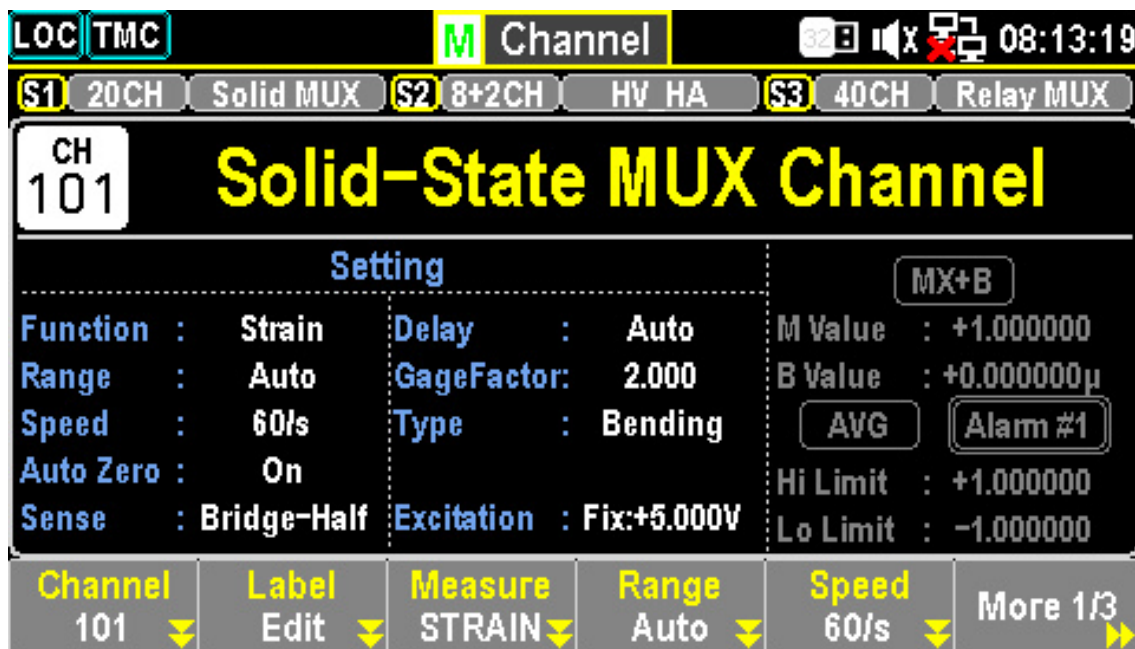 LOC TMC M Channel 32 08:13:19
S1 20CH Solid MUX S2 8+2CH HV HA S3 40CH Relay MUX
CH
101
Solid-State MUX Channel
Setting
Function : Strain
Range : Auto
Speed : 60/s
Auto Zero : On
Sense : Bridge-Half
Delay : Auto
GageFactor: 2.000
Type : Bending
Excitation : Fix:+5.000V
MX+B
M Value : +1.000000
B Value : +0.000000µ
AVG Alarm #1
Hi Limit : +1.000000
Lo Limit : -1.000000
Channel
101
Label
Edit
Measure
STRAIN
Range
Auto
Speed
60/s
More 1/3